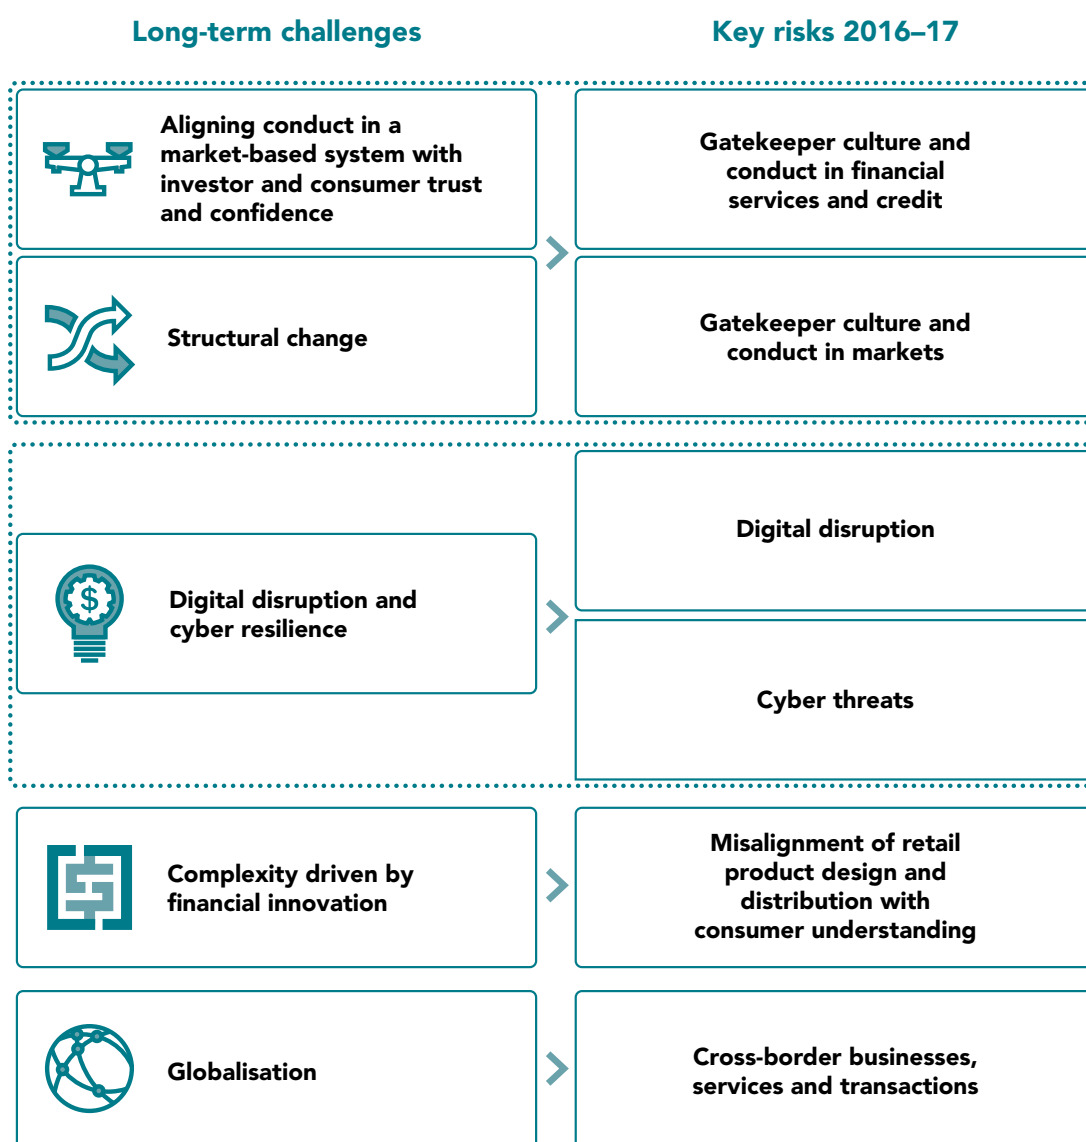 Long-term challenges
Key risks 2016–17
Aligning conduct in a
market-based system with
investor and consumer trust
and confidence
Gatekeeper culture and
conduct in financial
services and credit
Structural change
Gatekeeper culture and
conduct in markets
Digital disruption and
cyber resilience
$
Digital disruption
Cyber threats
Complexity driven by
financial innovation
Misalignment of retail
product design and
distribution with
consumer understanding
Globalisation
Cross-border businesses,
services and transactions